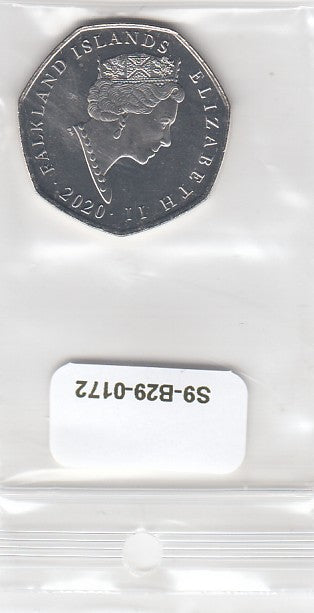 FALKLAND ISLANDS ELIZABETH II · 2020 ·
S9-B29-0172